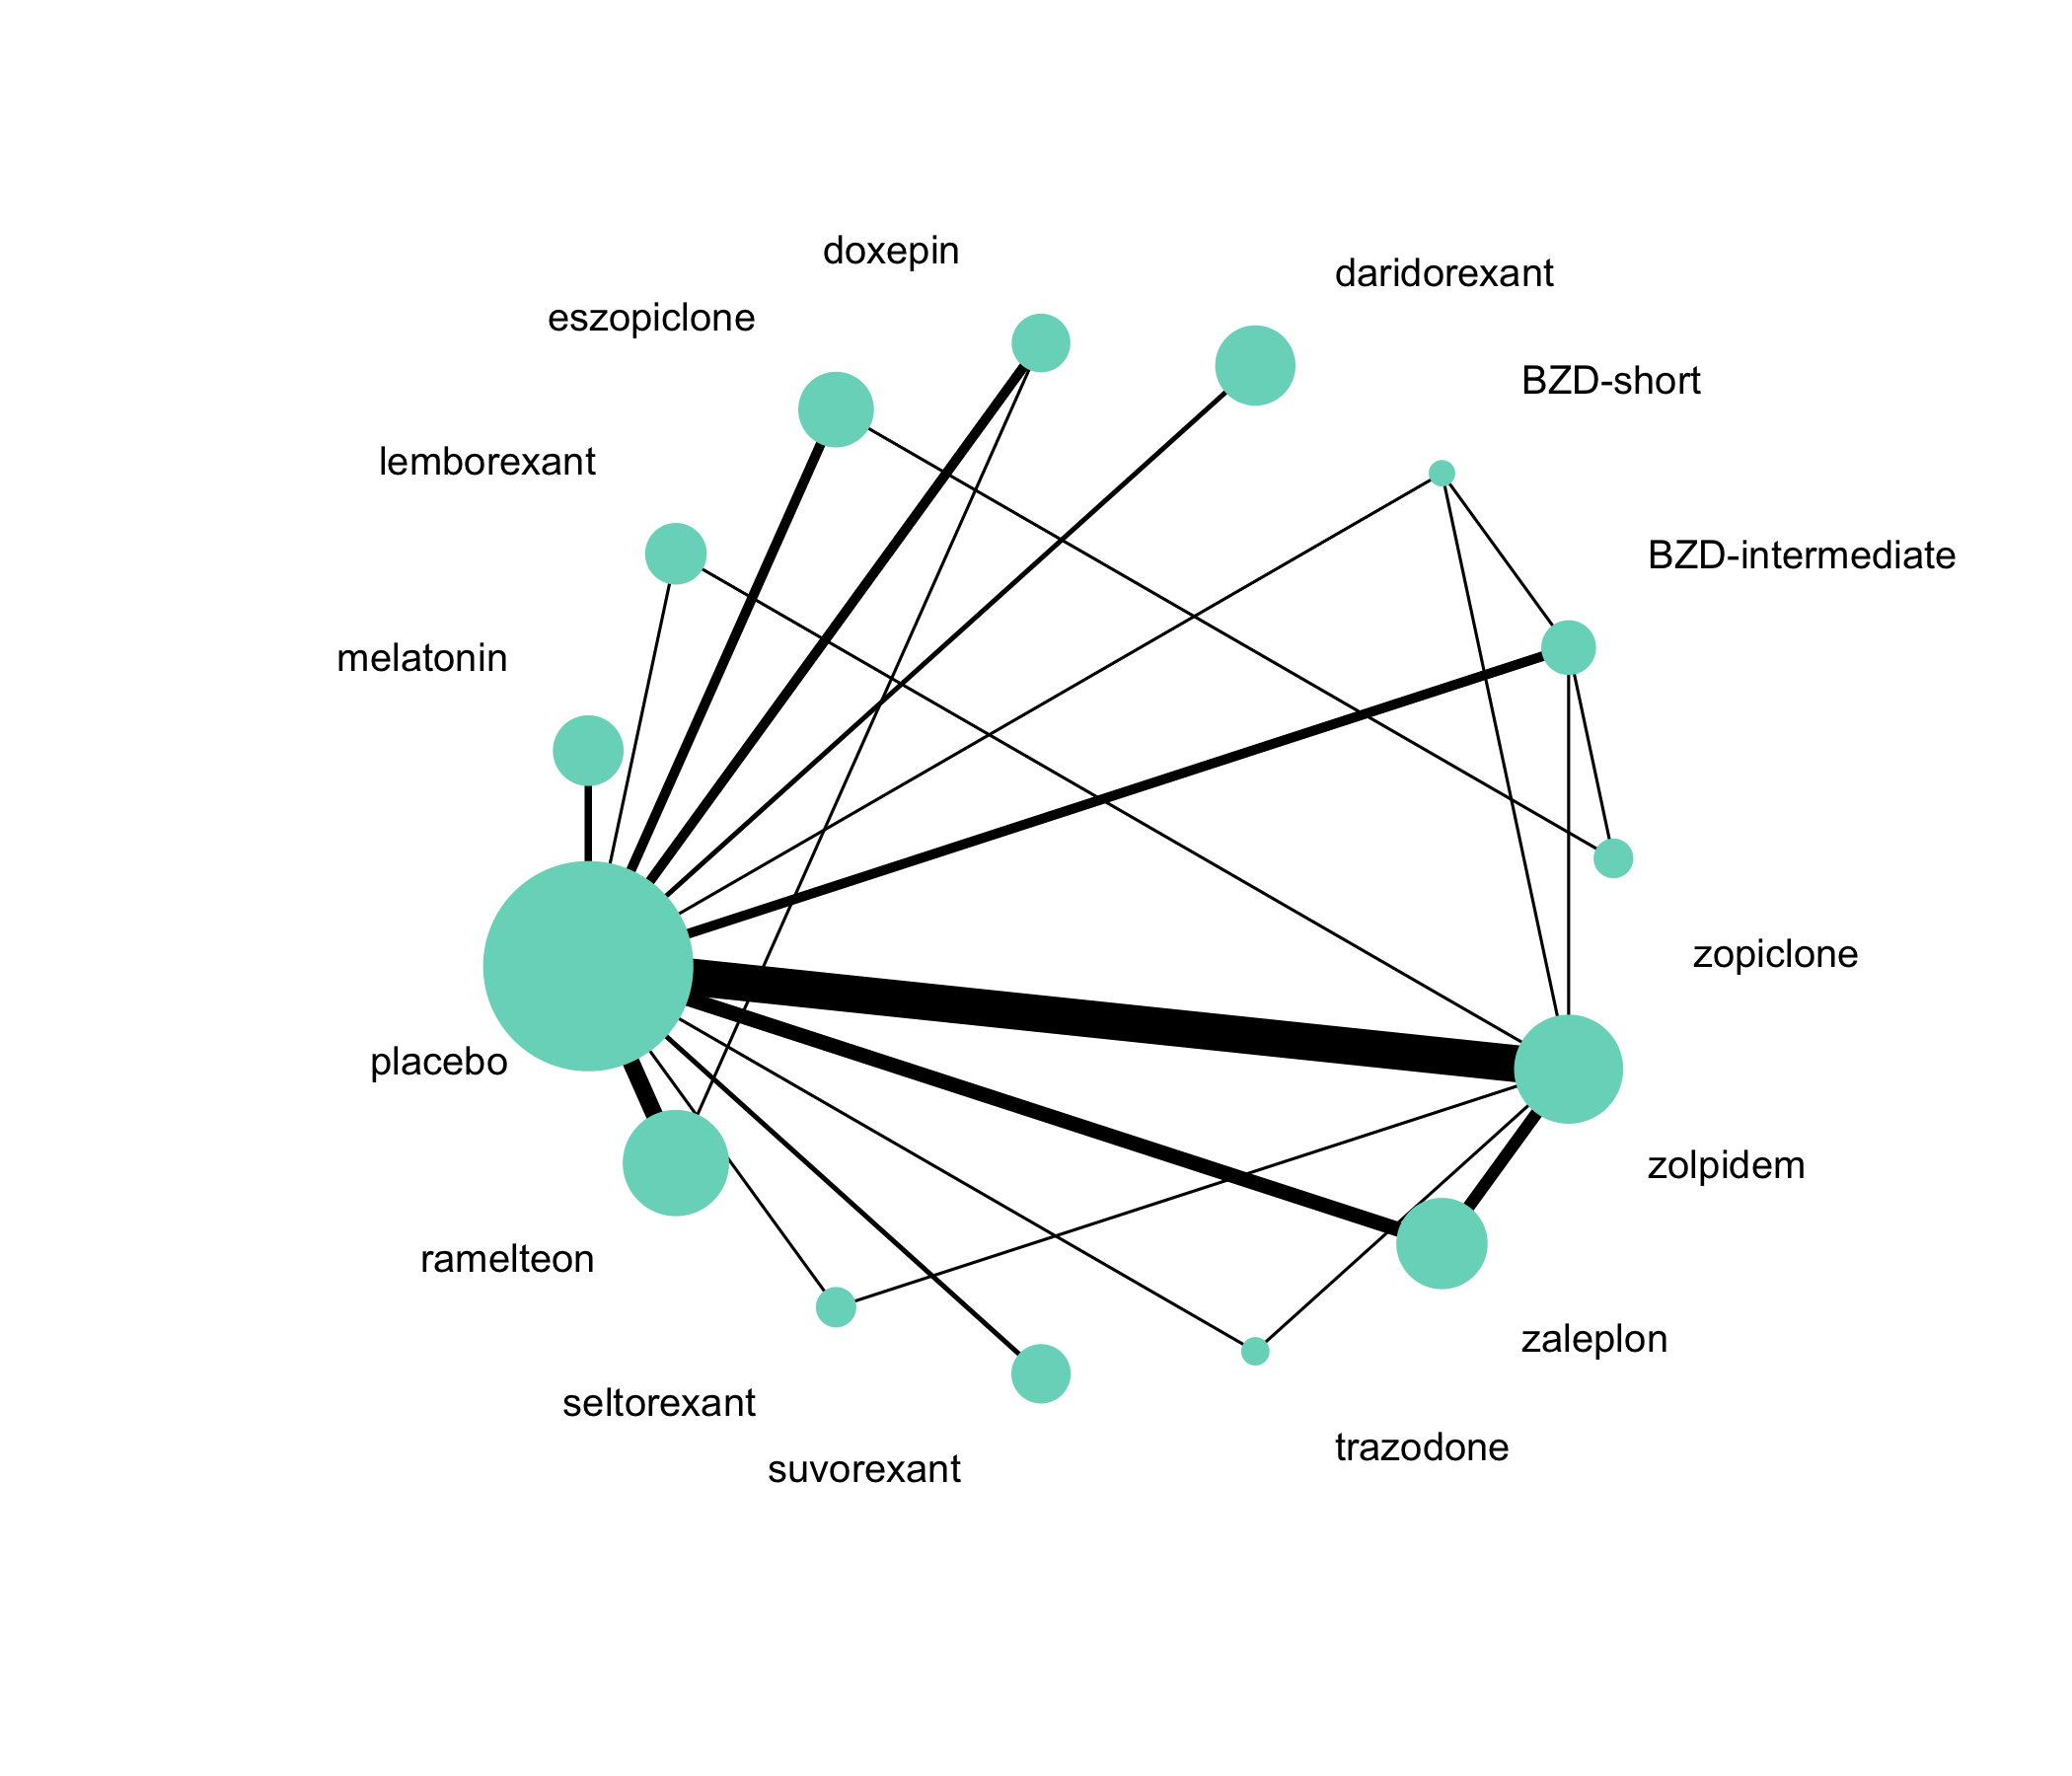 doxepin
daridorexant
eszopiclone
BZD-short
lemborexant
BZD-intermediate
melatonin
zopiclone
placebo
zolpidem
ramelteon
zaleplon
seltorexant
trazodone
suvorexant